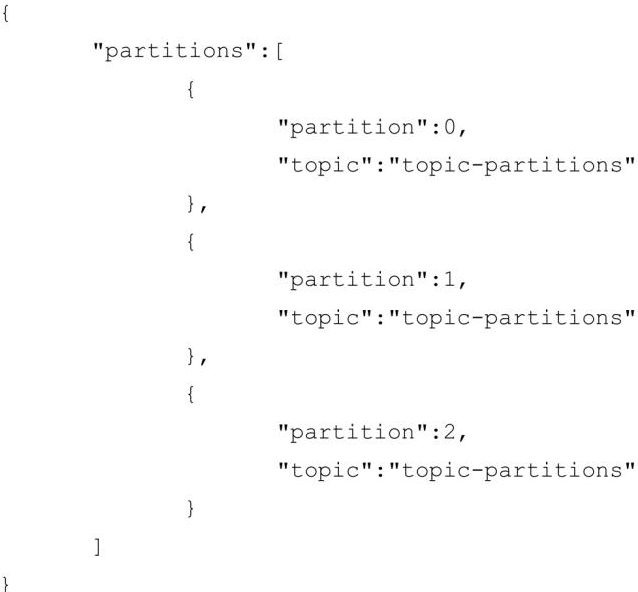 {
"partitions":[
{
"partition":0,
"topic":"topic-partitions"
},
{
"partition":1,
"topic":"topic-partitions"
},
{
"partition":2,
"topic":"topic-partitions"
}
]
}